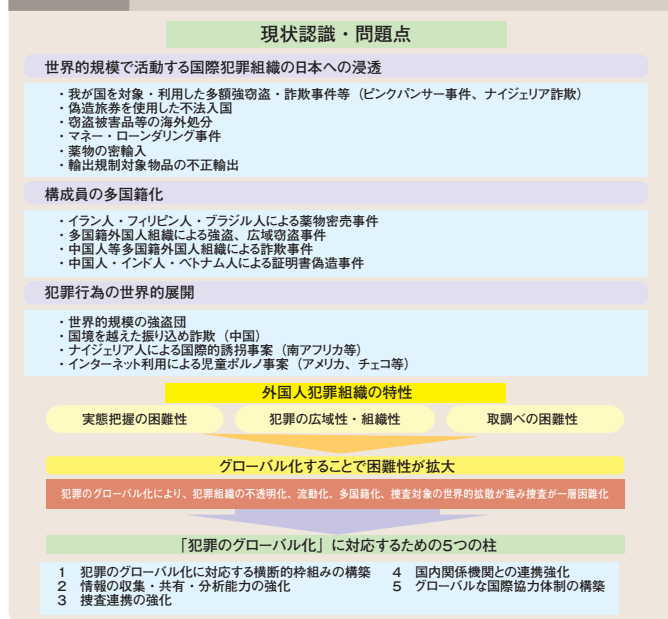 現状認識・問題点
世界的規模で活動する国際犯罪組織の日本への浸透
・我が国を対象・利用した多額強窃盗・詐欺事件等（ピンクパンサー事件、ナイジェリア詐欺）
・偽造旅券を使用した不法入国
・窃盗被害品等の海外処分
・マネー・ローンダリング事件
・薬物の密輸入
・輸出規制対象物品の不正輸出
構成員の多国籍化
・イラン人・フィリピン人・ブラジル人による薬物密売事件
・多国籍外国人組織による強盗、広域窃盗事件
・中国人等多国籍外国人組織による詐欺事件
・中国人・インド人・ベトナム人による証明書偽造事件
犯罪行為の世界的展開
・世界的規模の強盗団
・国境を越えた振り込め詐欺（中国）
・ナイジェリア人による国際的誘拐事案（南アフリカ等）
・インターネット利用による児童ポルノ事案（アメリカ、チェコ等）
外国人犯罪組織の特性
実態把握の困難性
犯罪の広域性・組織性
取調べの困難性
グローバル化することで困難性が拡大
犯罪のグローバル化により、犯罪組織の不透明化、流動化、多国籍化、捜査対象の世界的拡散が進み捜査が一層困難化
「犯罪のグローバル化」に対応するための5つの柱
1 犯罪のグローバル化に対応する横断的枠組みの構築
2 情報の収集・共有・分析能力の強化
3 捜査連携の強化
4 国内関係機関との連携強化
5 グローバルな国際協力体制の構築